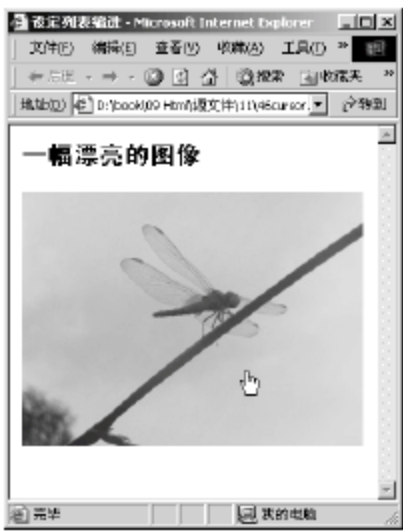 设定列表缩进 - Microsoft Internet Explorer
文件(F) 编辑(E) 查看(V) 收藏(A) 工具(T) »
后退 搜索 收藏夹 »
地址(D) D:\book\09 Html\源文件\11\46cursor. 转到
一幅漂亮的图像
完毕 我的电脑